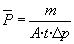 P̅ = m / (A·t·Δp)